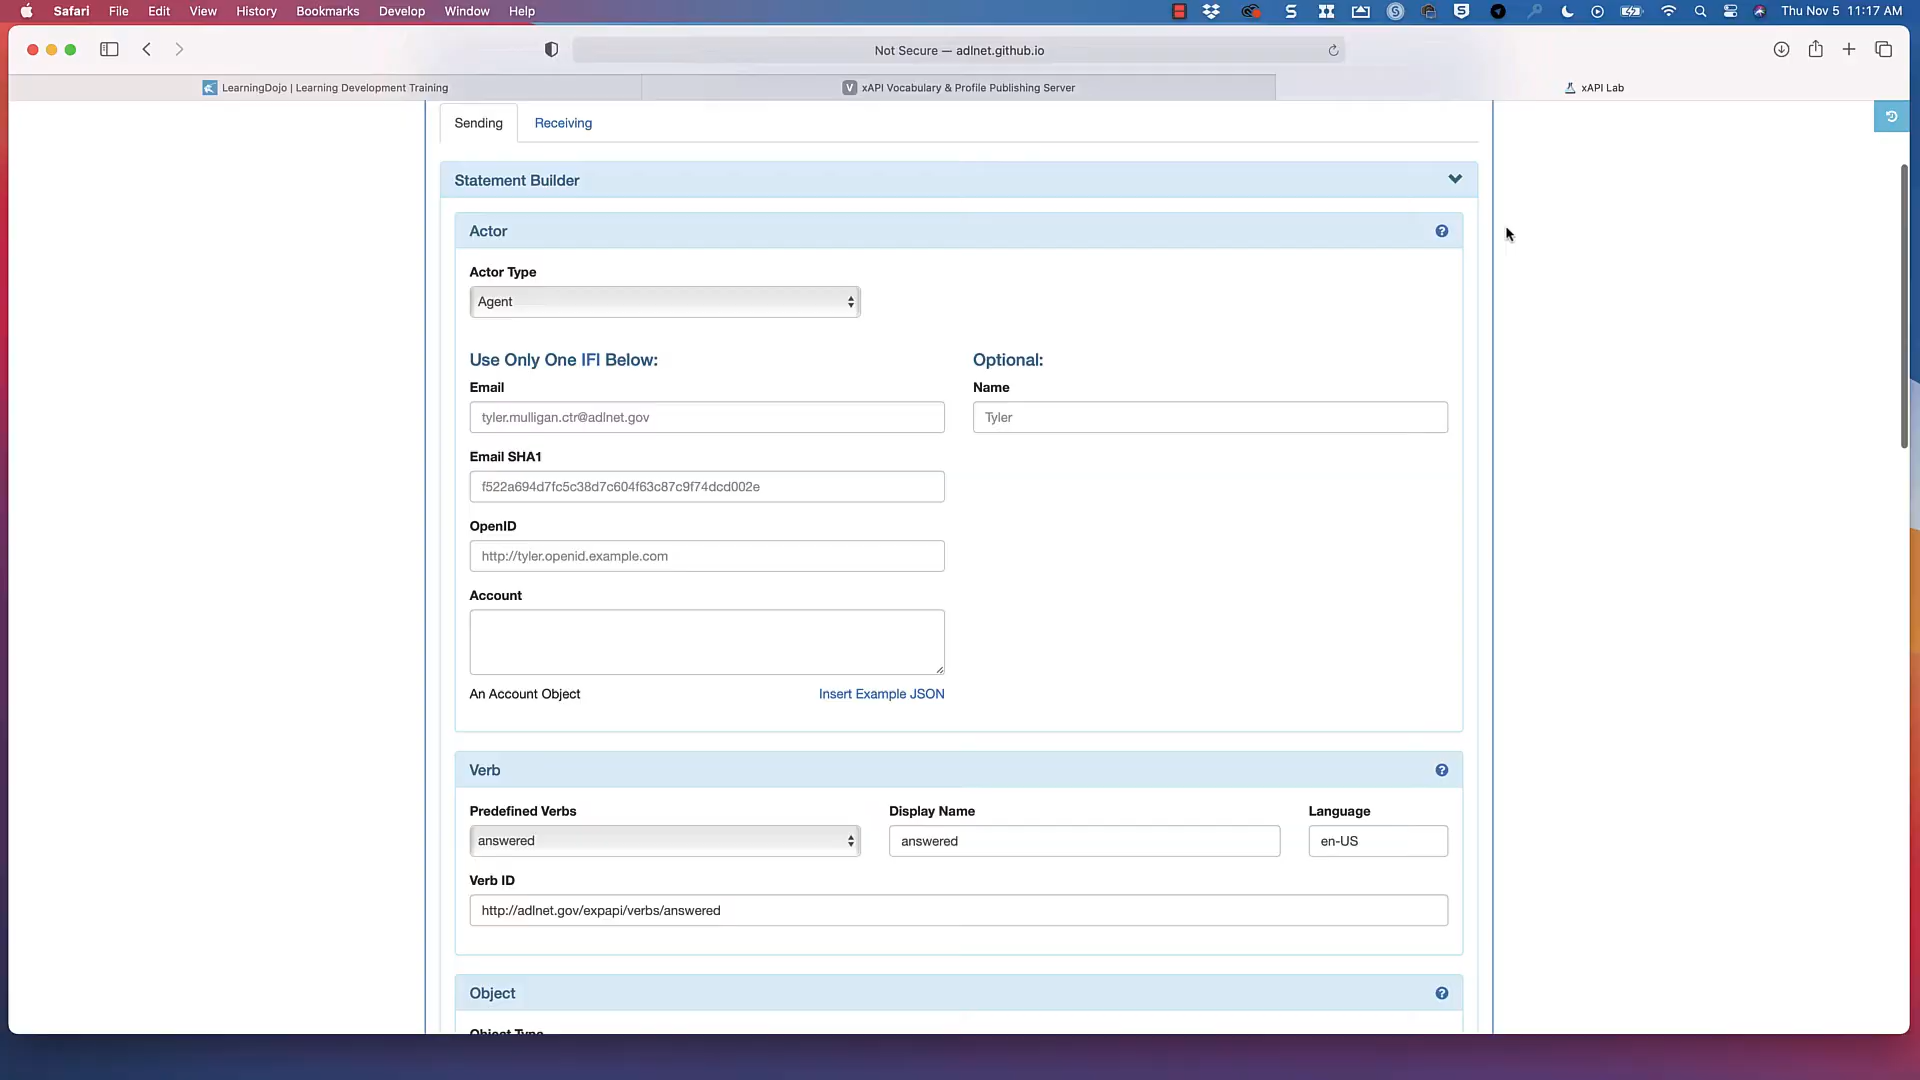 Safari File Edit View History Bookmarks Develop Window Help Thu Nov 5 11:17 AM
Not Secure — adlnet.github.io
LearningDojo | Learning Development Training
V xAPI Vocabulary & Profile Publishing Server
xAPI Lab
Sending Receiving
Statement Builder
Actor
Actor Type
Agent
Use Only One IFI Below: Optional:
Email Name
tyler.mulligan.ctr@adlnet.gov Tyler
Email SHA1
f522a694d7fc5c38d7c604f63c87c9f74dcd002e
OpenID
http://tyler.openid.example.com
Account
An Account Object Insert Example JSON
Verb
Predefined Verbs Display Name Language
answered answered en-US
Verb ID
http://adlnet.gov/expapi/verbs/answered
Object
Object Type